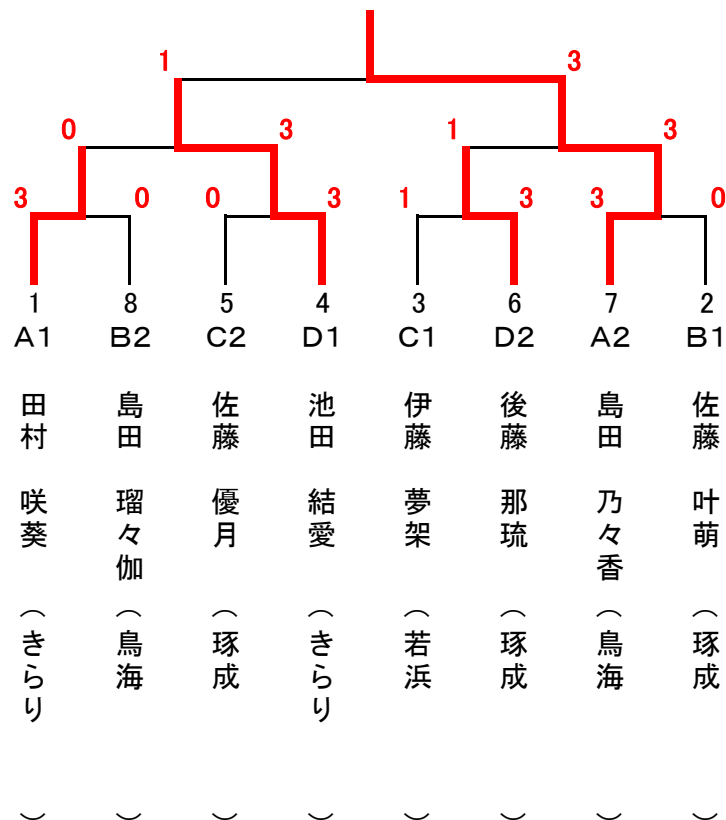 1 3
0 3 1 3
3 0 0 3 1 3 3 0
1 8 5 4 3 6 7 2
A1 B2 C2 D1 C1 D2 A2 B1
田村 咲葵 (きらり)
島田 瑠々伽 (鳥海)
佐藤 優月 (琢成)
池田 結愛 (きらり)
伊藤 夢架 (若浜)
後藤 那琉 (琢成)
島田 乃々香 (鳥海)
佐藤 叶萌 (琢成)